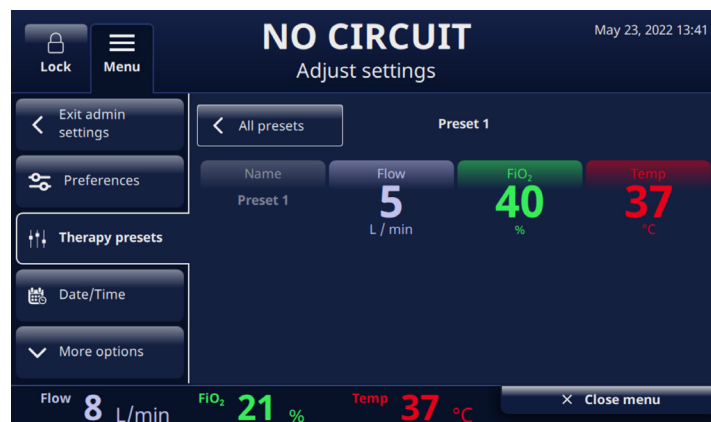 NO CIRCUIT
May 23, 2022 13:41
Lock
Menu
Adjust settings
Exit admin
settings
All presets
Preset 1
Preferences
Name
Preset 1
Flow
5
L / min
FiO₂
40
%
Temp
37
°C
Therapy presets
Date/Time
More options
Flow 8 L/min
FiO₂ 21 %
Temp 37 °C
× Close menu